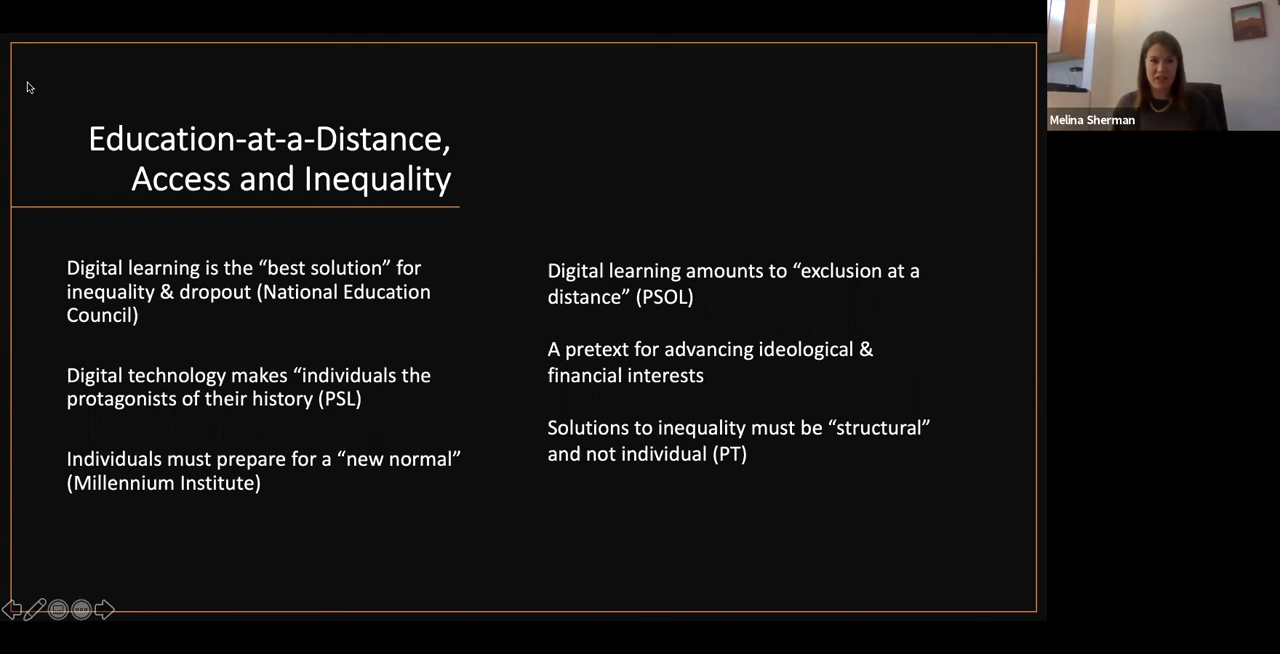 Education-at-a-Distance,
Access and Inequality
Digital learning is the “best solution” for
inequality & dropout (National Education
Council)
Digital technology makes “individuals the
protagonists of their history (PSL)
Individuals must prepare for a “new normal”
(Millennium Institute)
Digital learning amounts to “exclusion at a
distance” (PSOL)
A pretext for advancing ideological &
financial interests
Solutions to inequality must be “structural”
and not individual (PT)
Melina Sherman